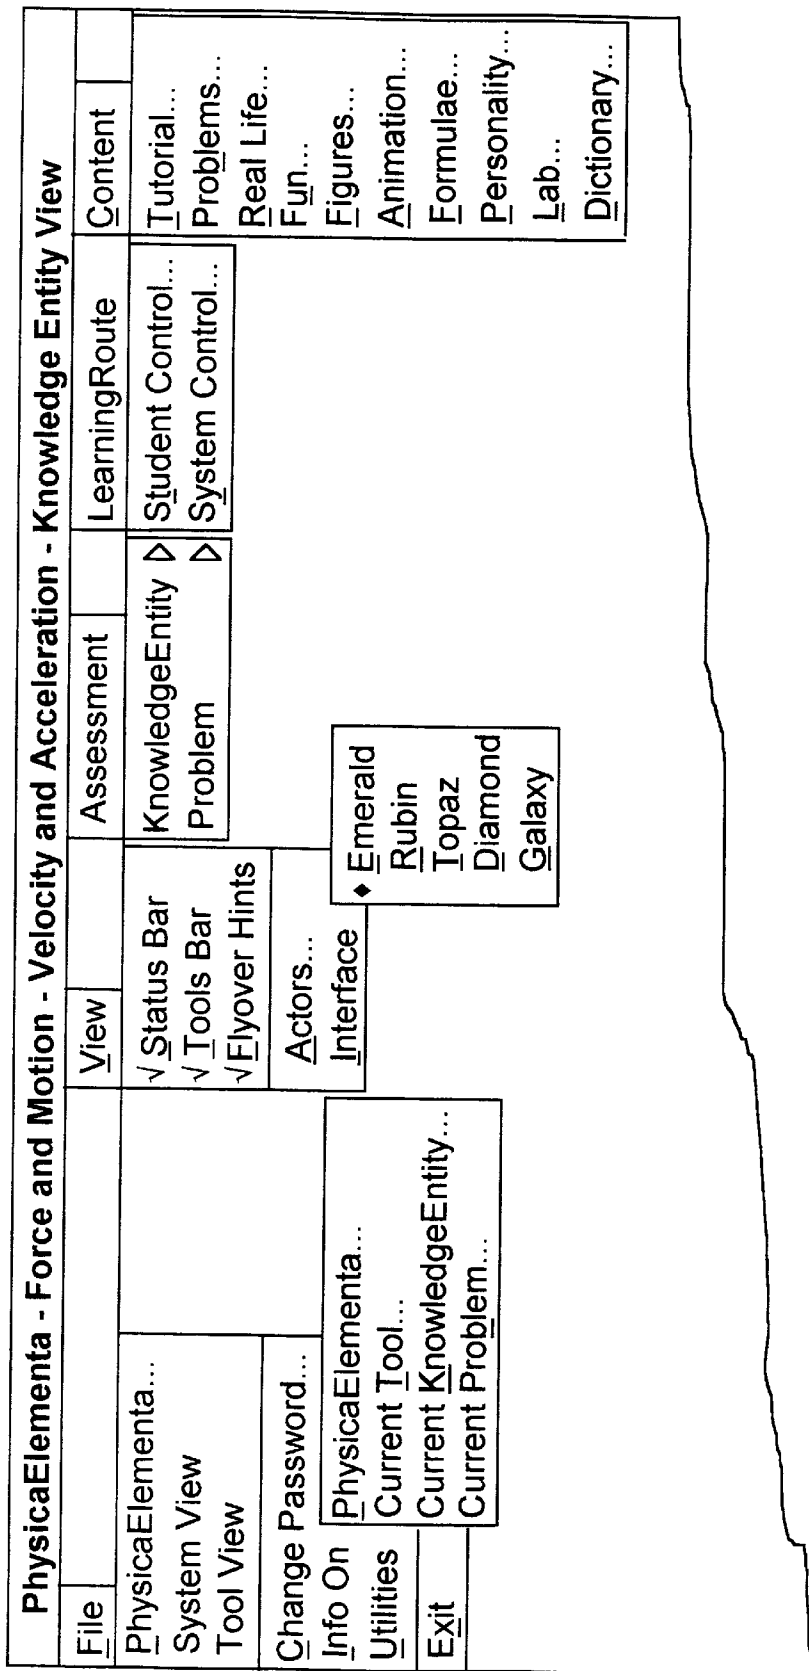 PhysicaElementa - Force and Motion - Velocity and Acceleration - Knowledge Entity View
File
View
Assessment
LearningRoute
Content
PhysicaElementa...
System View
Tool View
Change Password...
Info On
Utilities
Exit
PhysicaElementa...
Current Tool...
Current KnowledgeEntity...
Current Problem...
√ Status Bar
√ Tools Bar
√ Flyover Hints
Actors...
Interface
♦ Emerald
Rubin
Topaz
Diamond
Galaxy
KnowledgeEntity ▷
Problem ▷
Student Control...
System Control...
Tutorial...
Problems...
Real Life...
Fun...
Figures...
Animation...
Formulae...
Personality...
Lab...
Dictionary...